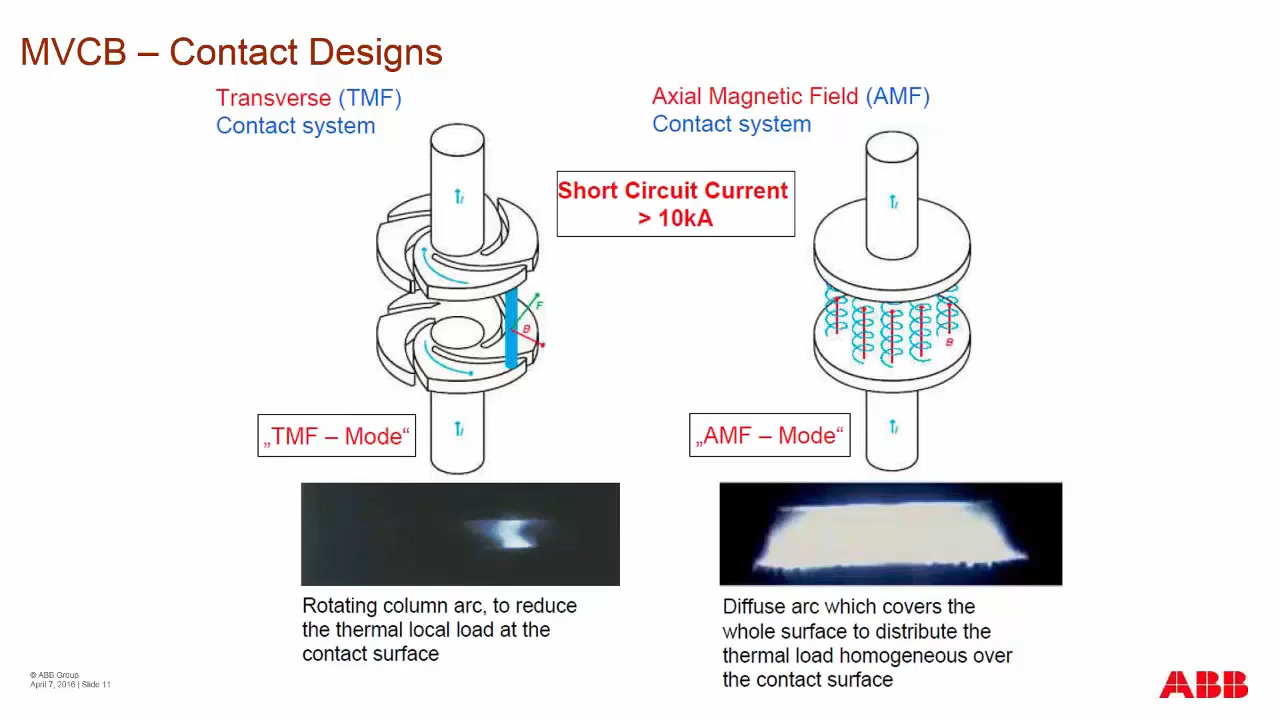 MVCB – Contact Designs
Transverse (TMF)
Contact system
Axial Magnetic Field (AMF)
Contact system
Short Circuit Current
> 10kA
I
I
F
B
B
I
I
„TMF – Mode“
„AMF – Mode“
Rotating column arc, to reduce
the thermal local load at the
contact surface
Diffuse arc which covers the
whole surface to distribute the
thermal load homogeneous over
the contact surface
© ABB Group
April 7, 2016 | Slide 11
ABB